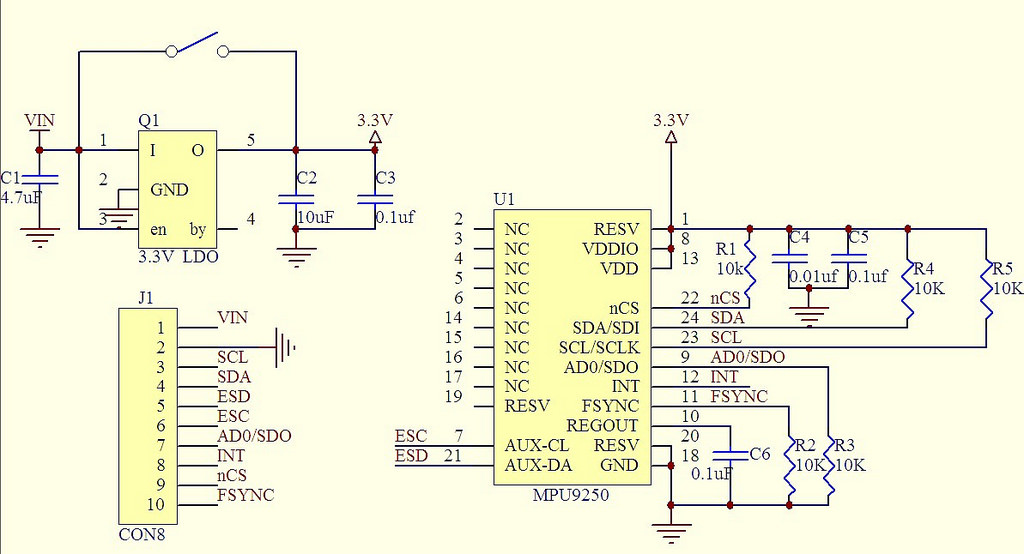 VIN
Q1
3.3V
1
I
O
5
2
GND
3
en
by
4
3.3V LDO
C1
4.7uF
C2
10uF
C3
0.1uf
J1
1
VIN
2
3
SCL
4
SDA
5
ESD
6
ESC
7
AD0/SDO
8
INT
9
nCS
10
FSYNC
CON8
3.3V
U1
2 NC
3 NC
4 NC
5 NC
6 NC
14 NC
15 NC
16 NC
17 NC
19 RESV
ESC 7 AUX-CL
ESD 21 AUX-DA
RESV 1
VDDIO 8
VDD 13
nCS 22 nCS
SDA/SDI 24 SDA
SCL/SCLK 23 SCL
AD0/SDO 9 AD0/SDO
INT 12 INT
FSYNC 11 FSYNC
REGOUT 10
RESV 20
GND 18
MPU9250
R1
10k
C4
0.01uf
C5
0.1uf
R4
10K
R5
10K
C6
0.1uF
R2
10K
R3
10K